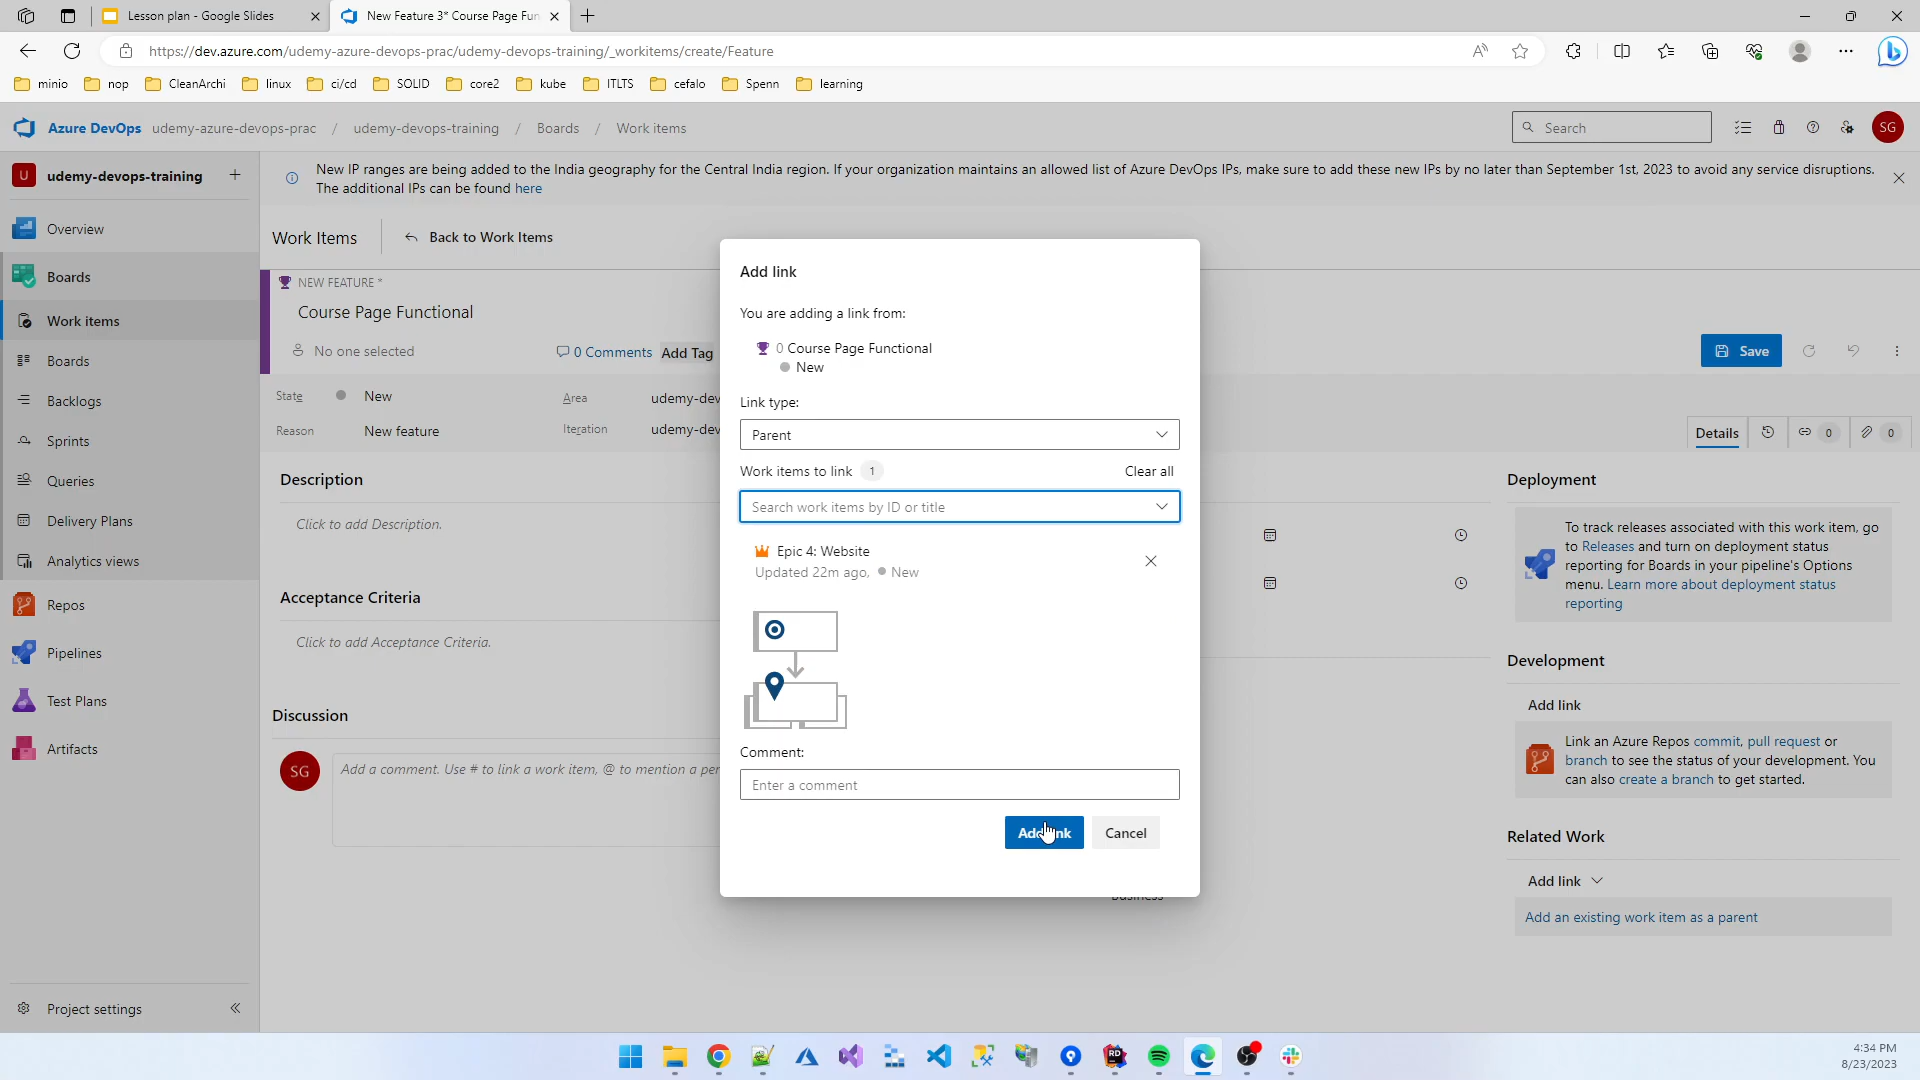 Lesson plan - Google Slides
New Feature 3* Course Page Fun
https://dev.azure.com/udemy-azure-devops-prac/udemy-devops-training/_workitems/create/Feature
minio
nop
CleanArchi
linux
ci/cd
SOLID
core2
kube
ITLTS
cefalo
Spenn
learning
Azure DevOps
udemy-azure-devops-prac / udemy-devops-training / Boards / Work items
Search
SG
U
udemy-devops-training
New IP ranges are being added to the India geography for the Central India region. If your organization maintains an allowed list of Azure DevOps IPs, make sure to add these new IPs by no later than September 1st, 2023 to avoid any service disruptions.
The additional IPs can be found here
Overview
Boards
Work items
Boards
Backlogs
Sprints
Queries
Delivery Plans
Analytics views
Repos
Pipelines
Test Plans
Artifacts
Project settings
Work Items
Back to Work Items
NEW FEATURE *
Course Page Functional
No one selected
0 Comments
Add Tag
Save
State
New
Area
udemy-dev
Reason
New feature
Iteration
udemy-dev
Details
0
0
Description
Click to add Description.
Acceptance Criteria
Click to add Acceptance Criteria.
Discussion
SG
Add a comment. Use # to link a work item, @ to mention a per
Add link
You are adding a link from:
0 Course Page Functional
New
Link type:
Parent
Work items to link 1
Clear all
Search work items by ID or title
Epic 4: Website
Updated 22m ago, New
Comment:
Enter a comment
Add link
Cancel
Business
Deployment
To track releases associated with this work item, go
to Releases and turn on deployment status
reporting for Boards in your pipeline's Options
menu. Learn more about deployment status
reporting
Development
Add link
Link an Azure Repos commit, pull request or
branch to see the status of your development. You
can also create a branch to get started.
Related Work
Add link
Add an existing work item as a parent
RD
4:34 PM
8/23/2023